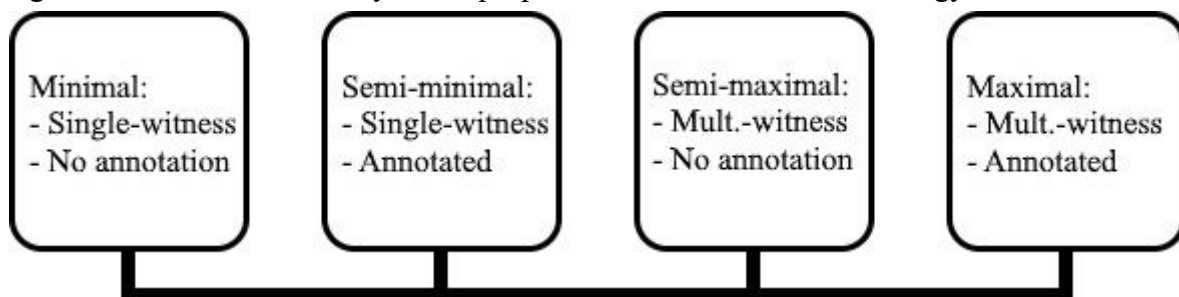 Minimal:
- Single-witness
- No annotation
Semi-minimal:
- Single-witness
- Annotated
Semi-maximal:
- Mult.-witness
- No annotation
Maximal:
- Mult.-witness
- Annotated